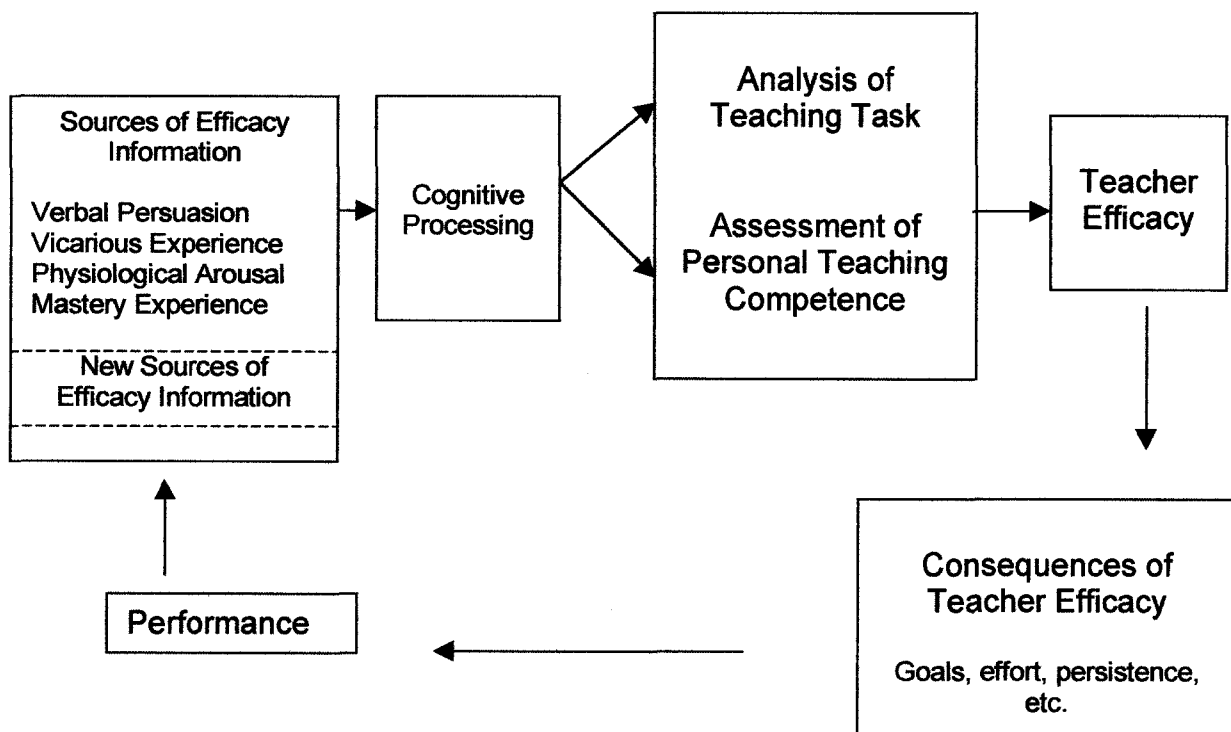 Sources of Efficacy
Information
Verbal Persuasion
Vicarious Experience
Physiological Arousal
Mastery Experience
New Sources of
Efficacy Information
Cognitive
Processing
Analysis of
Teaching Task
Assessment of
Personal Teaching
Competence
Teacher
Efficacy
Consequences of
Teacher Efficacy
Goals, effort, persistence,
etc.
Performance